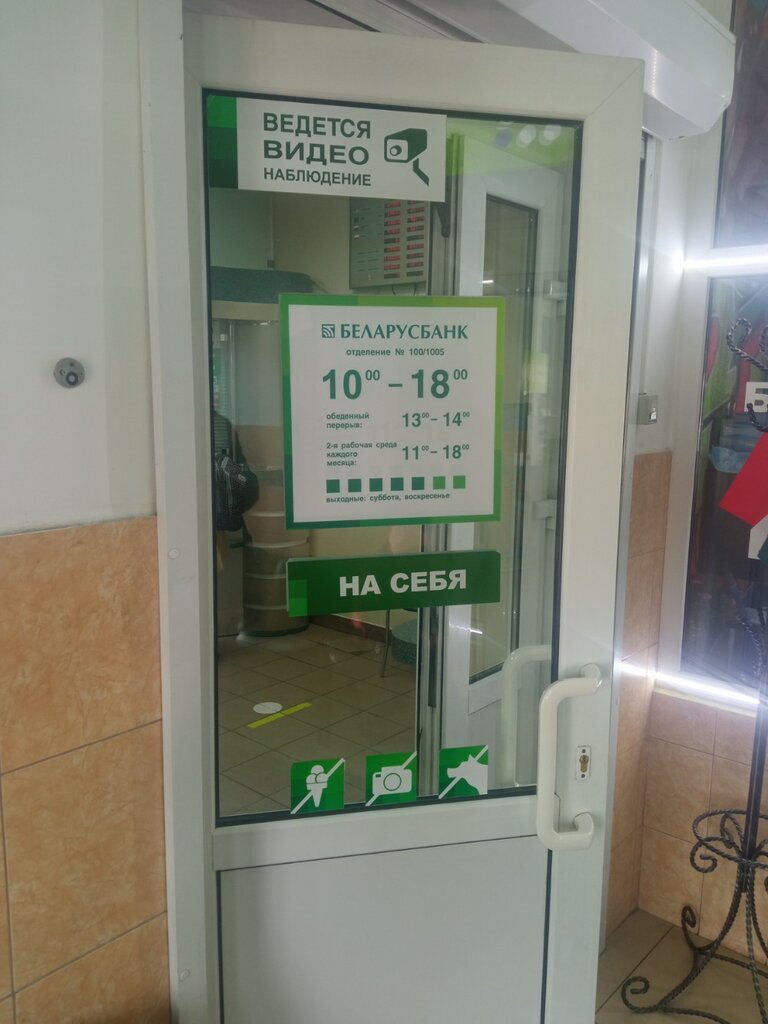 ВЕДЕТСЯ
ВИДЕО
НАБЛЮДЕНИЕ
БЕЛАРУСБАНК
отделение № 100/1005
10⁰⁰ – 18⁰⁰
обеденный
перерыв: 13⁰⁰ – 14⁰⁰
2-я рабочая среда
каждого
месяца: 11⁰⁰ – 18⁰⁰
выходные: суббота, воскресенье
НА СЕБЯ